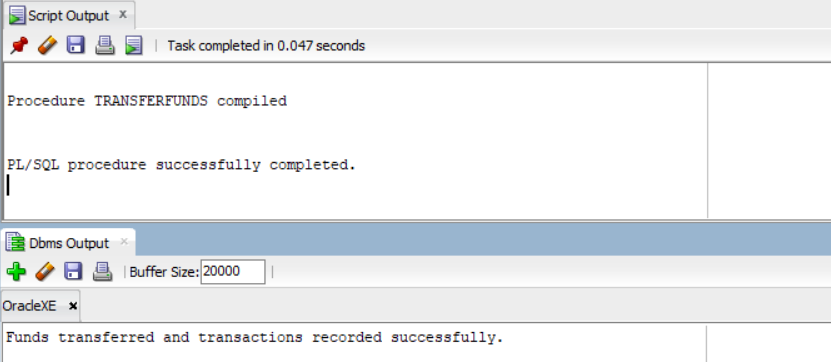 Script Output x
Task completed in 0.047 seconds
Procedure TRANSFERFUNDS compiled
PL/SQL procedure successfully completed.
Dbms Output x
Buffer Size: 20000
OracleXE x
Funds transferred and transactions recorded successfully.